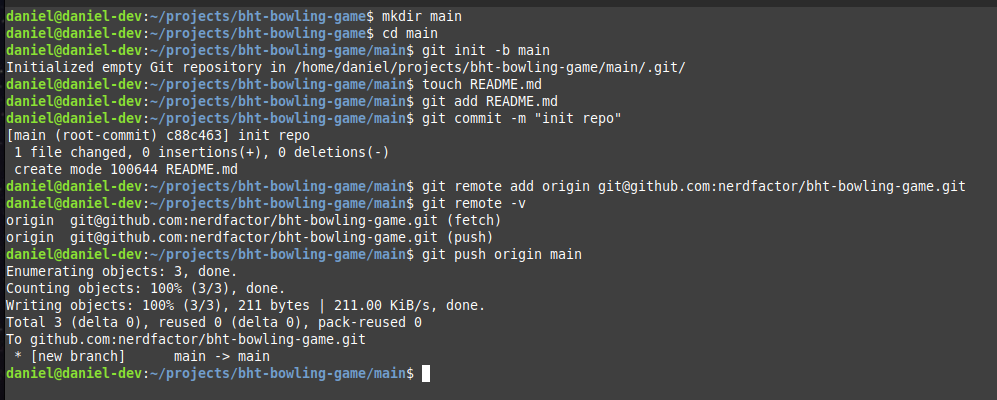 daniel@daniel-dev:~/projects/bht-bowling-game$ mkdir main
daniel@daniel-dev:~/projects/bht-bowling-game$ cd main
daniel@daniel-dev:~/projects/bht-bowling-game/main$ git init -b main
Initialized empty Git repository in /home/daniel/projects/bht-bowling-game/main/.git/
daniel@daniel-dev:~/projects/bht-bowling-game/main$ touch README.md
daniel@daniel-dev:~/projects/bht-bowling-game/main$ git add README.md
daniel@daniel-dev:~/projects/bht-bowling-game/main$ git commit -m "init repo"
[main (root-commit) c88c463] init repo
 1 file changed, 0 insertions(+), 0 deletions(-)
 create mode 100644 README.md
daniel@daniel-dev:~/projects/bht-bowling-game/main$ git remote add origin git@github.com:nerdfactor/bht-bowling-game.git
daniel@daniel-dev:~/projects/bht-bowling-game/main$ git remote -v
origin  git@github.com:nerdfactor/bht-bowling-game.git (fetch)
origin  git@github.com:nerdfactor/bht-bowling-game.git (push)
daniel@daniel-dev:~/projects/bht-bowling-game/main$ git push origin main
Enumerating objects: 3, done.
Counting objects: 100% (3/3), done.
Writing objects: 100% (3/3), 211 bytes | 211.00 KiB/s, done.
Total 3 (delta 0), reused 0 (delta 0), pack-reused 0
To github.com:nerdfactor/bht-bowling-game.git
 * [new branch]      main -> main
daniel@daniel-dev:~/projects/bht-bowling-game/main$